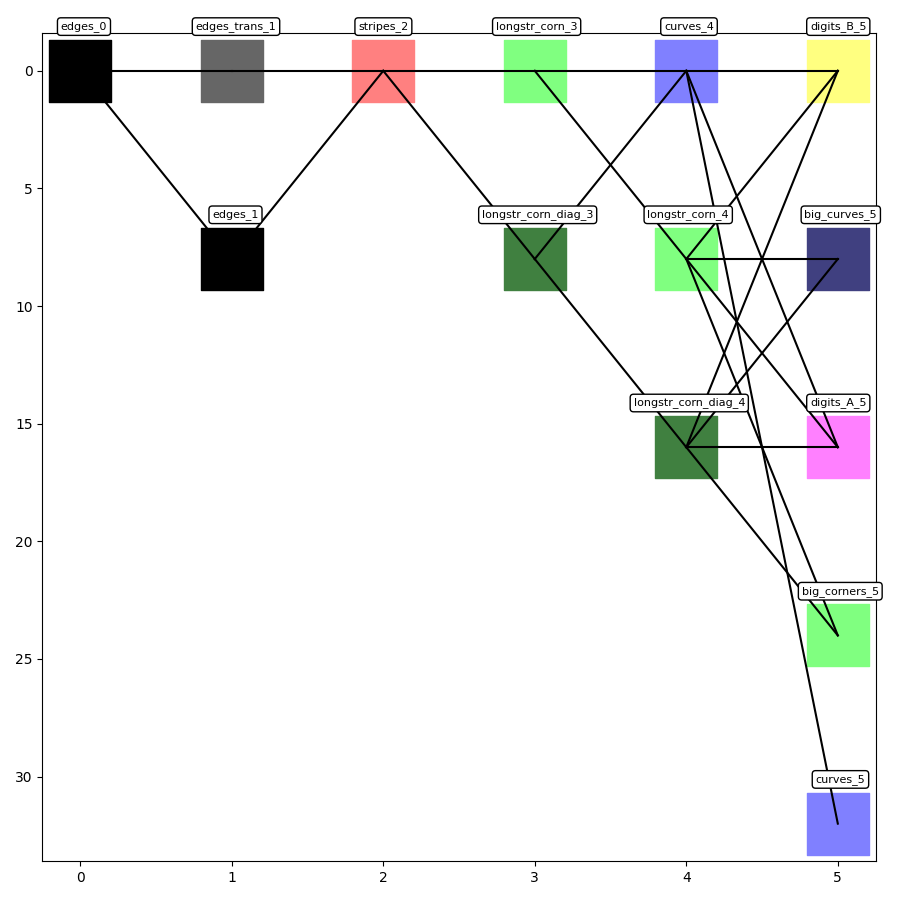 edges_0 edges_trans_1 stripes_2 longstr_corn_3 curves_4 digits_B_5
0
5
edges_1 longstr_corn_diag_3 longstr_corn_4 big_curves_5
10
longstr_corn_diag_4 digits_A_5
15
20
big_corners_5
25
30
curves_5
0 1 2 3 4 5